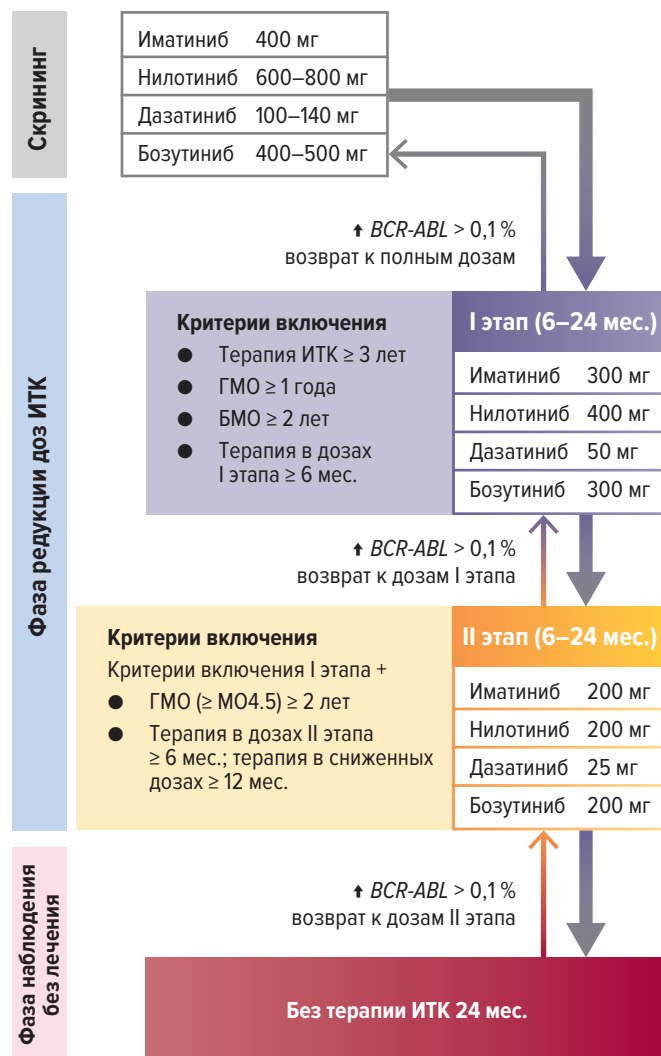 Скрининг
Иматиниб 400 мг
Нилотиниб 600–800 мг
Дазатиниб 100–140 мг
Бозутиниб 400–500 мг
Фаза редукции доз ИТК
⬆ BCR-ABL > 0,1 %
возврат к полным дозам
Критерии включения
● Терапия ИТК ≥ 3 лет
● ГМО ≥ 1 года
● БМО ≥ 2 лет
● Терапия в дозах
I этапа ≥ 6 мес.
I этап (6–24 мес.)
Иматиниб 300 мг
Нилотиниб 400 мг
Дазатиниб 50 мг
Бозутиниб 300 мг
⬆ BCR-ABL > 0,1 %
возврат к дозам I этапа
Критерии включения
Критерии включения I этапа +
● ГМО (≥ МО4.5) ≥ 2 лет
● Терапия в дозах II этапа
≥ 6 мес.; терапия в сниженных
дозах ≥ 12 мес.
II этап (6–24 мес.)
Иматиниб 200 мг
Нилотиниб 200 мг
Дазатиниб 25 мг
Бозутиниб 200 мг
Фаза наблюдения
без лечения
⬆ BCR-ABL > 0,1 %
возврат к дозам II этапа
Без терапии ИТК 24 мес.